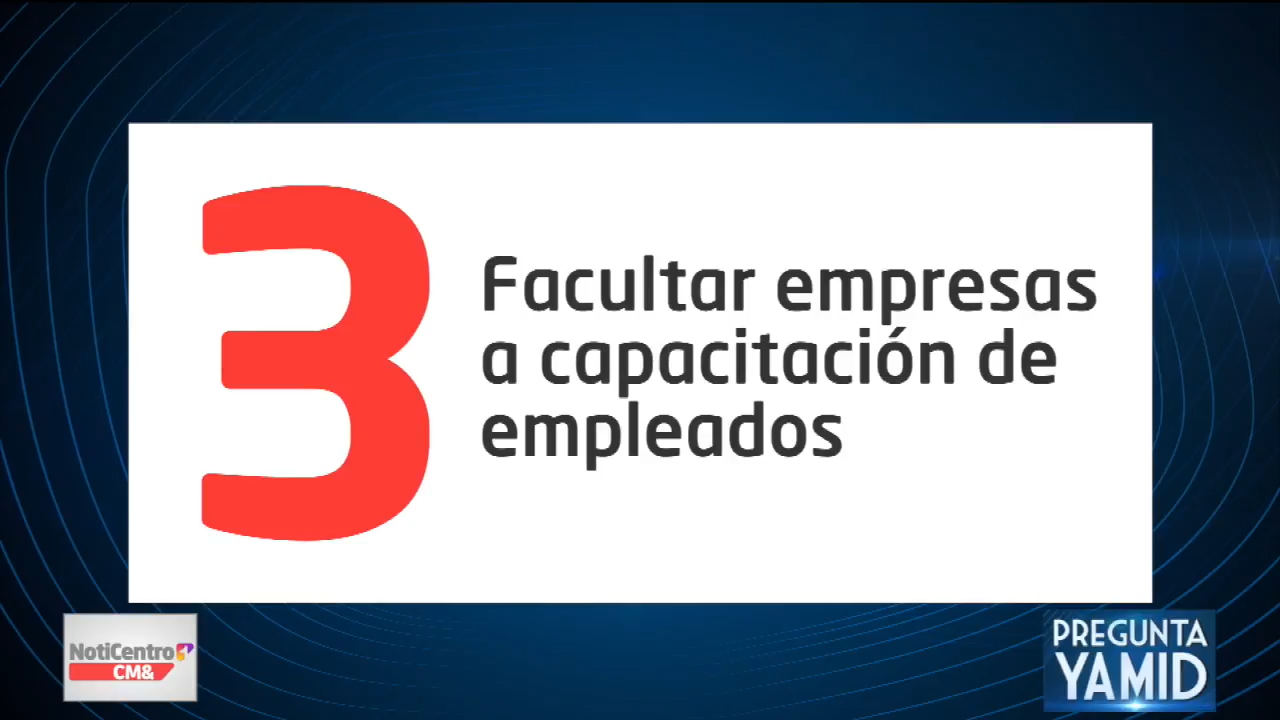 3
Facultar empresas
a capacitación de
empleados
NotiCentro
CM&
PREGUNTA
YAMID